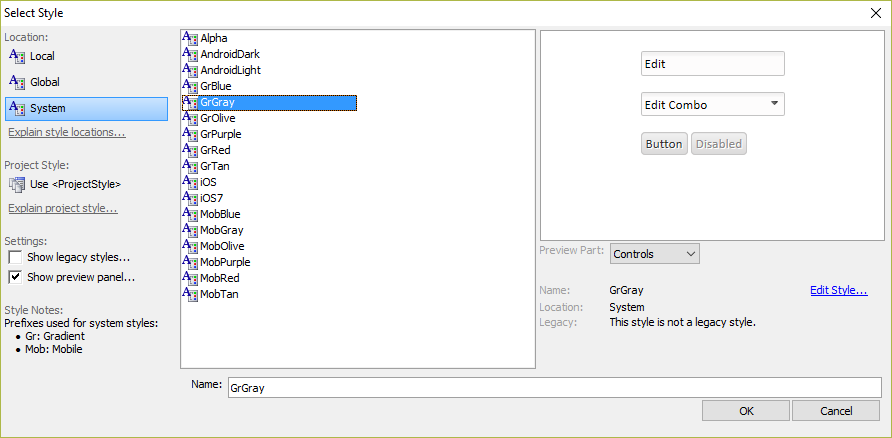 Select Style
Location:
Local
Global
System
Explain style locations...
Project Style:
Use <ProjectStyle>
Explain project style...
Settings:
Show legacy styles...
Show preview panel...
Style Notes:
Prefixes used for system styles:
• Gr: Gradient
• Mob: Mobile
Alpha
AndroidDark
AndroidLight
GrBlue
GrGray
GrOlive
GrPurple
GrRed
GrTan
iOS
iOS7
MobBlue
MobGray
MobOlive
MobPurple
MobRed
MobTan
Edit
Edit Combo
Button Disabled
Preview Part: Controls
Name: GrGray Edit Style...
Location: System
Legacy: This style is not a legacy style.
Name: GrGray
OK Cancel